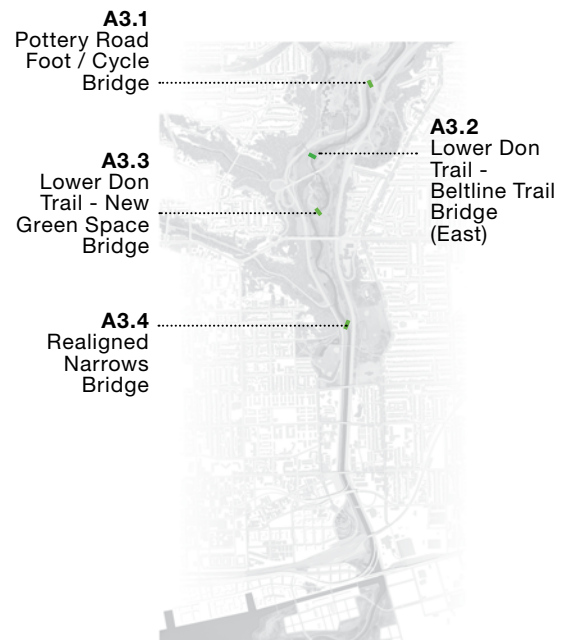 A3.1
Pottery Road
Foot / Cycle
Bridge
A3.2
Lower Don
Trail -
Beltline Trail
Bridge
(East)
A3.3
Lower Don
Trail - New
Green Space
Bridge
A3.4
Realigned
Narrows
Bridge